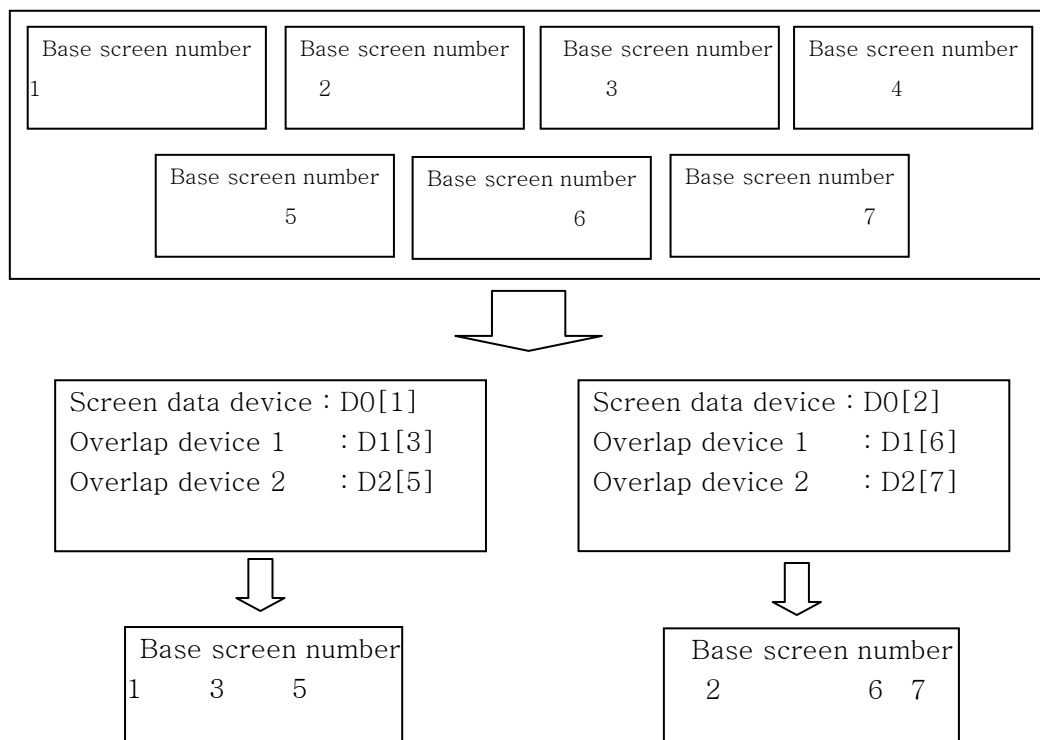 Base screen number
1
Base screen number
2
Base screen number
3
Base screen number
4
Base screen number
5
Base screen number
6
Base screen number
7
Screen data device : D0[1]
Overlap device 1 : D1[3]
Overlap device 2 : D2[5]
Screen data device : D0[2]
Overlap device 1 : D1[6]
Overlap device 2 : D2[7]
Base screen number
1 3 5
Base screen number
2 6 7